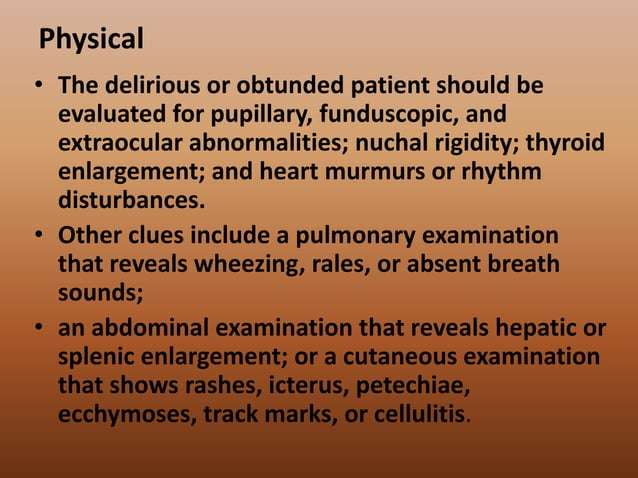 Physical
• The delirious or obtunded patient should be
evaluated for pupillary, funduscopic, and
extraocular abnormalities; nuchal rigidity; thyroid
enlargement; and heart murmurs or rhythm
disturbances.
• Other clues include a pulmonary examination
that reveals wheezing, rales, or absent breath
sounds;
• an abdominal examination that reveals hepatic or
splenic enlargement; or a cutaneous examination
that shows rashes, icterus, petechiae,
ecchymoses, track marks, or cellulitis.